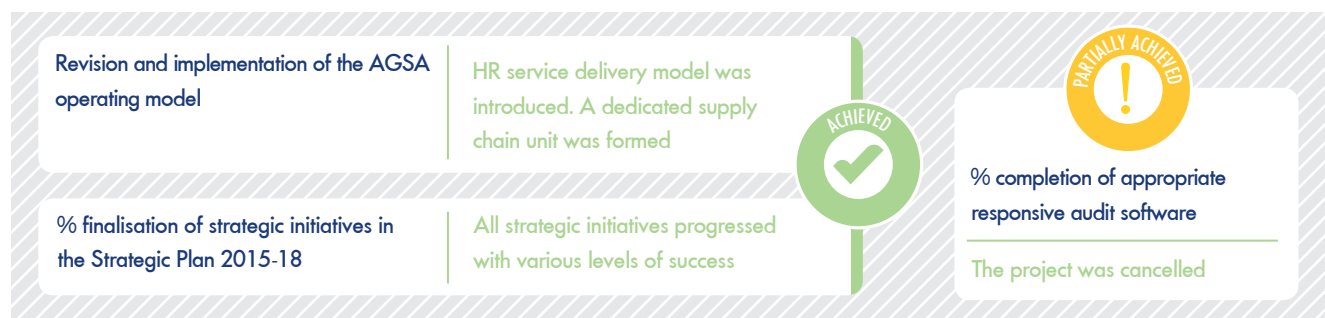 Revision and implementation of the AGSA
operating model
HR service delivery model was
introduced. A dedicated supply
chain unit was formed
% finalisation of strategic initiatives in
the Strategic Plan 2015-18
All strategic initiatives progressed
with various levels of success
ACHIEVED
PARTIALLY ACHIEVED
!
% completion of appropriate
responsive audit software
The project was cancelled